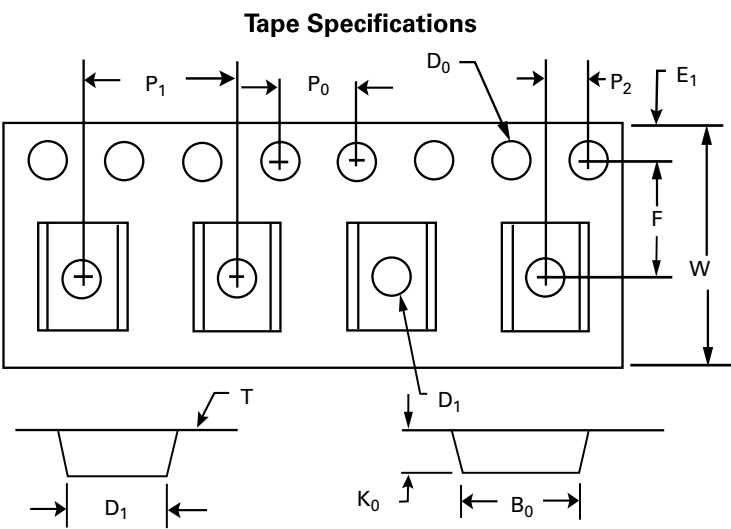 Tape Specifications
P₁
P₀
D₀
P₂
E₁
F
W
T
D₁
D₁
K₀
B₀